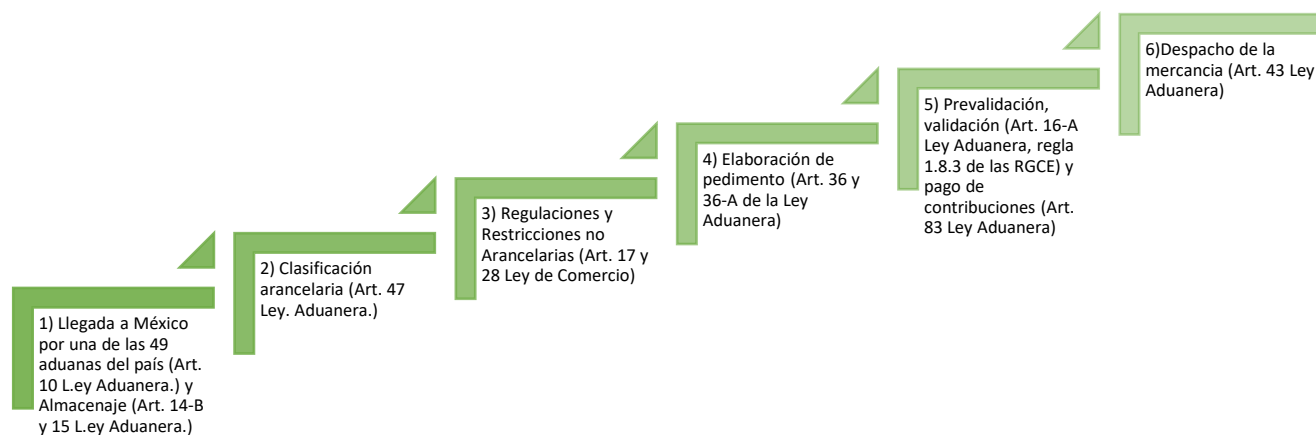 1) Llegada a México
por una de las 49
aduanas del país (Art.
10 L.ey Aduanera.) y
Almacenaje (Art. 14-B
y 15 L.ey Aduanera.)
2) Clasificación
arancelaria (Art. 47
Ley. Aduanera.)
3) Regulaciones y
Restricciones no
Arancelarias (Art. 17 y
28 Ley de Comercio)
4) Elaboración de
pedimento (Art. 36 y
36-A de la Ley
Aduanera)
5) Prevalidación,
validación (Art. 16-A
Ley Aduanera, regla
1.8.3 de las RGCE) y
pago de
contribuciones (Art.
83 Ley Aduanera)
6)Despacho de la
mercancia (Art. 43 Ley
Aduanera)